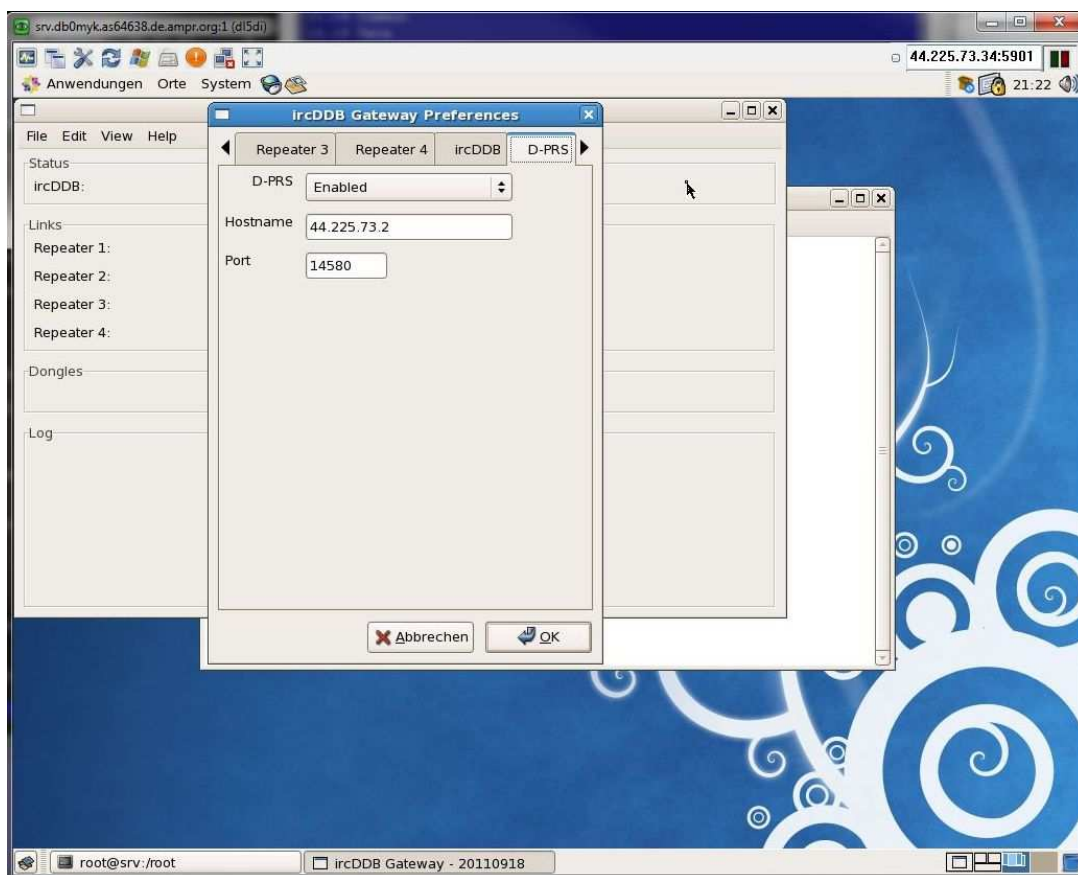 srv.db0myk.as64638.de.ampr.org:1 (dl5di)
44.225.73.34:5901
Anwendungen Orte System
21:22
ircDDB Gateway Preferences
File Edit View Help
Repeater 3 Repeater 4 ircDDB D-PRS
Status
ircDDB:
D-PRS Enabled
Links
Hostname 44.225.73.2
Repeater 1:
Port 14580
Repeater 2:
Repeater 3:
Repeater 4:
Dongles
Log
Abbrechen OK
root@srv:/root ircDDB Gateway - 20110918